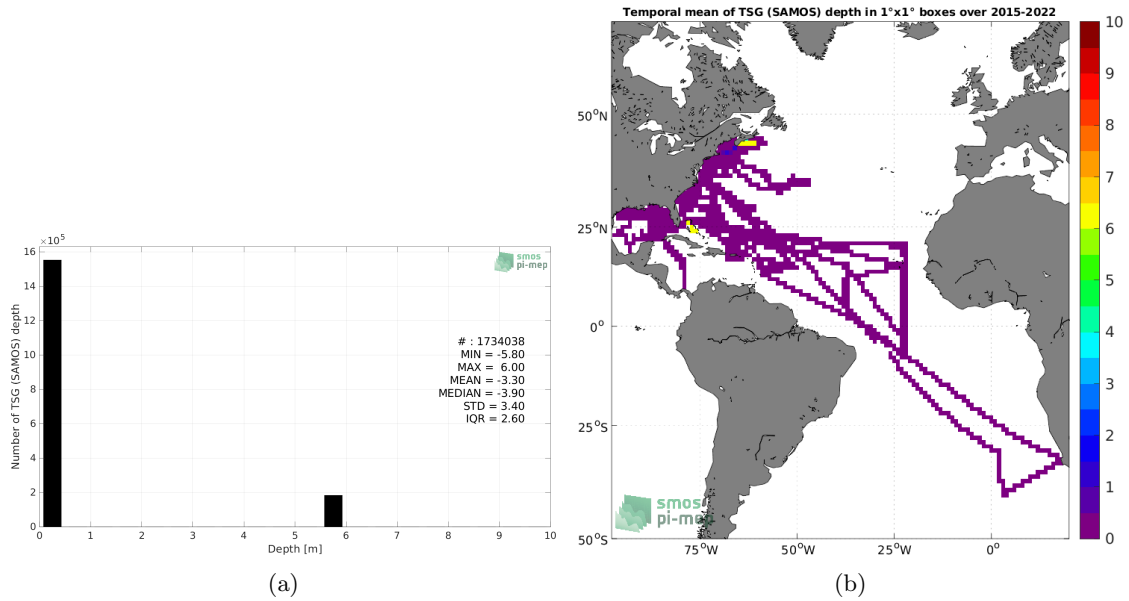 ×10⁵
16
14
12
10
8
6
4
2
0
Number of TSG (SAMOS) depth
smos
pi-mep
# : 1734038
MIN = -5.80
MAX = 6.00
MEAN = -3.30
MEDIAN = -3.90
STD = 3.40
IQR = 2.60
0 1 2 3 4 5 6 7 8 9 10
Depth [m]
(a)
Temporal mean of TSG (SAMOS) depth in 1°x1° boxes over 2015-2022
50°N
25°N
0°
25°S
50°S
smos
pi-mep
75°W 50°W 25°W 0°
10
9
8
7
6
5
4
3
2
1
0
(b)